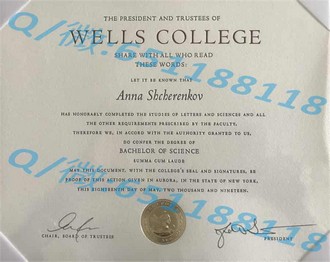 THE PRESIDENT AND TRUSTEES OF
WELLS COLLEGE
SHARE WITH ALL WHO READ
THESE WORDS:
LET IT BE KNOWN THAT
Anna Shcherenkov
HAS HONORABLY COMPLETED THE STUDIES OF LETTERS AND SCIENCES AND ALL
THE OTHER REQUIREMENTS PRESCRIBED BY THE FACULTY.
THEREFORE WE, IN ACCORD WITH THE AUTHORITY GRANTED TO US,
DO CONFER THE DEGREE OF
BACHELOR OF SCIENCE
SUMMA CUM LAUDE
MAY THIS DOCUMENT, WITH THE COLLEGE'S SEAL AND SIGNATURES, BE
PROOF OF THIS ACTION GIVEN AT AURORA, IN THE STATE OF NEW YORK,
THIS EIGHTEENTH DAY OF MAY, TWO THOUSAND AND NINETEEN.
CHAIR, BOARD OF TRUSTEES
PRESIDENT